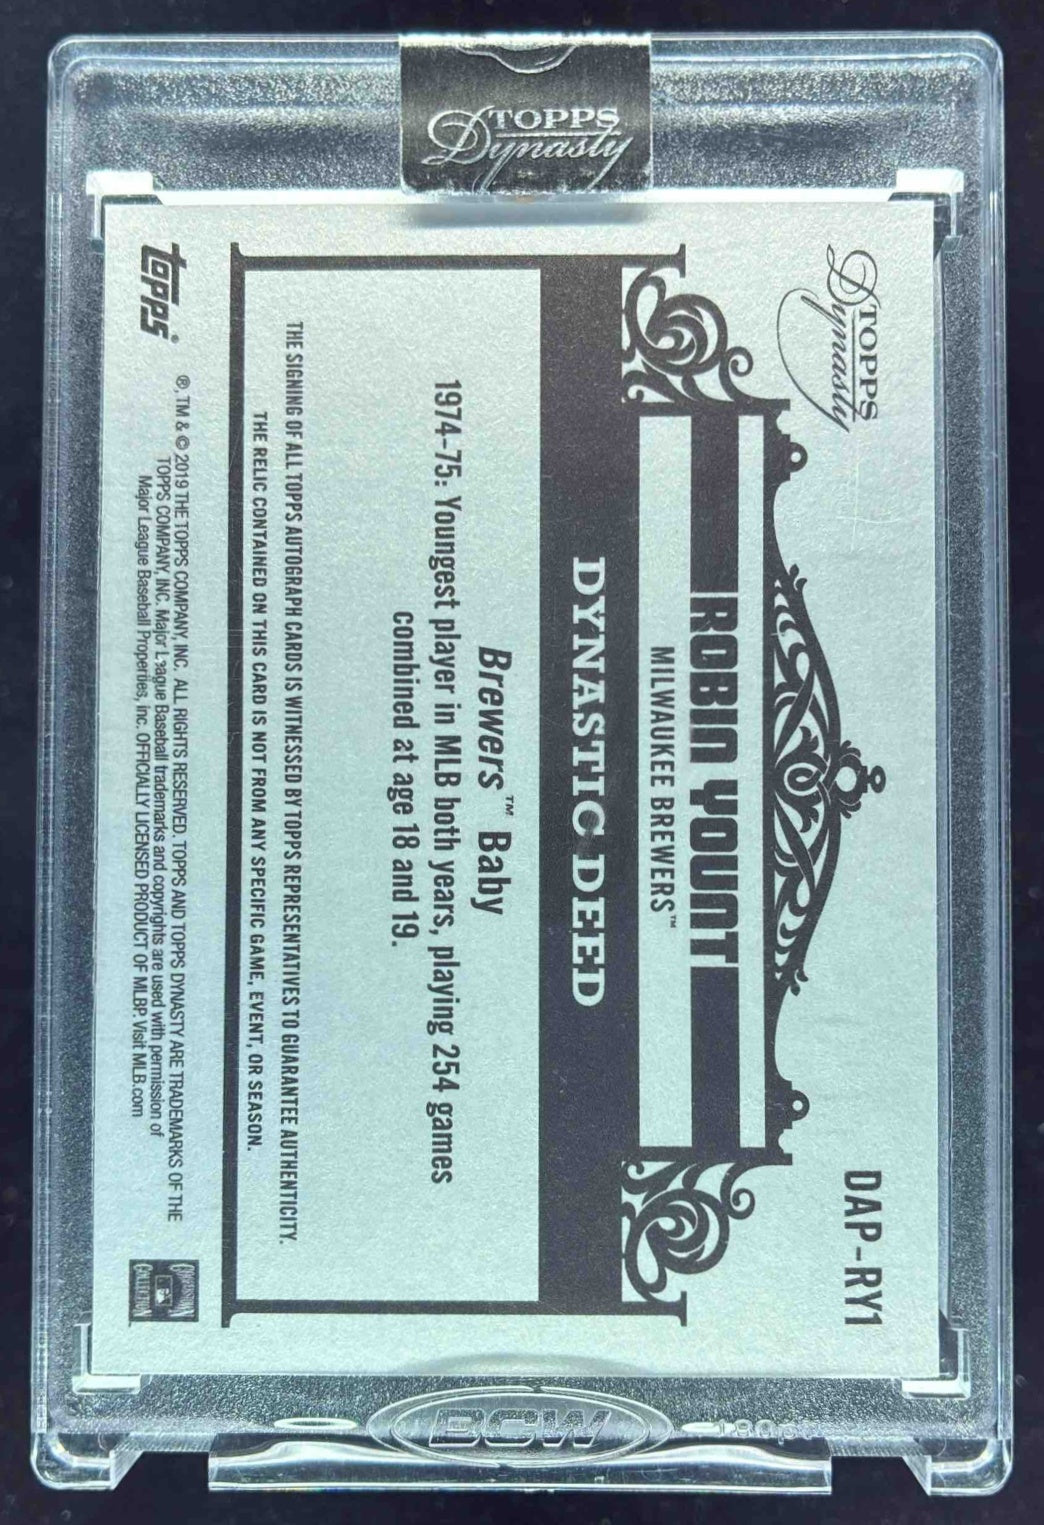 TOPPS
Dynasty
TOPPS
Dynasty
DAP-RY1
ROBIN YOUNT
MILWAUKEE BREWERS™
DYNASTIC DEED
Brewers™ Baby
1974-75: Youngest player in MLB both years, playing 254 games
combined at age 18 and 19.
THE SIGNING OF ALL TOPPS AUTOGRAPH CARDS IS WITNESSED BY TOPPS REPRESENTATIVES TO GUARANTEE AUTHENTICITY.
THE RELIC CONTAINED ON THIS CARD IS NOT FROM ANY SPECIFIC GAME, EVENT, OR SEASON.
topps®
®, TM & © 2019 THE TOPPS COMPANY, INC. ALL RIGHTS RESERVED. TOPPS AND TOPPS DYNASTY ARE TRADEMARKS OF THE
TOPPS COMPANY, INC. Major League Baseball trademarks and copyrights are used with permission of
Major League Baseball Properties, Inc. OFFICIALLY LICENSED PRODUCT OF MLBP. Visit MLB.com
COOPERSTOWN
COLLECTION
BCW
180pt